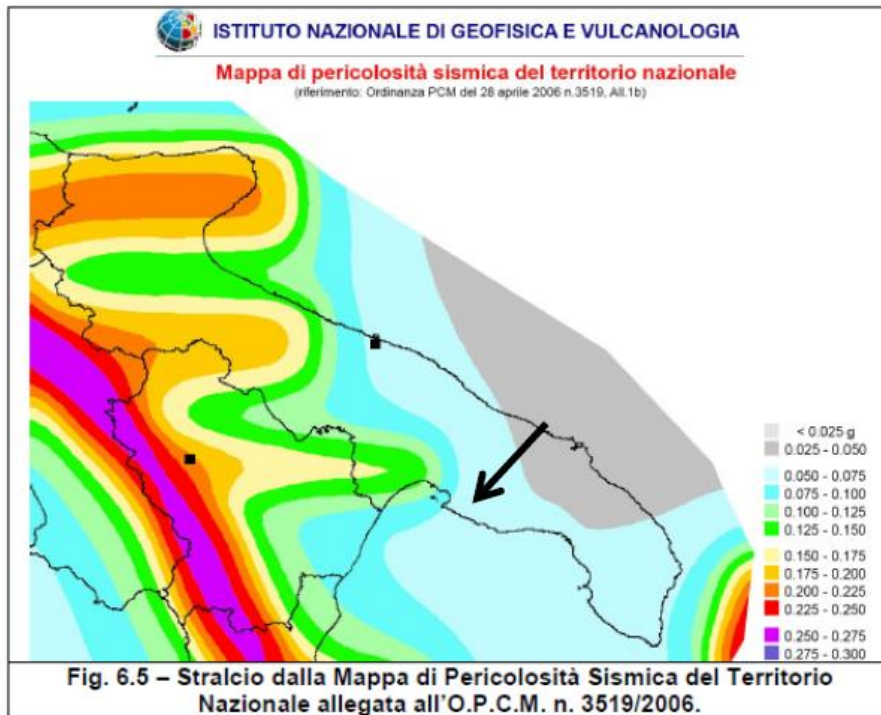 ISTITUTO NAZIONALE DI GEOFISICA E VULCANOLOGIA
Mappa di pericolosità sismica del territorio nazionale
(riferimento: Ordinanza PCM del 28 aprile 2006 n.3519, All.1b)
< 0.025 g
0.025 - 0.050
0.050 - 0.075
0.075 - 0.100
0.100 - 0.125
0.125 - 0.150
0.150 - 0.175
0.175 - 0.200
0.200 - 0.225
0.225 - 0.250
0.250 - 0.275
0.275 - 0.300
Fig. 6.5 – Stralcio dalla Mappa di Pericolosità Sismica del Territorio
Nazionale allegata all'O.P.C.M. n. 3519/2006.